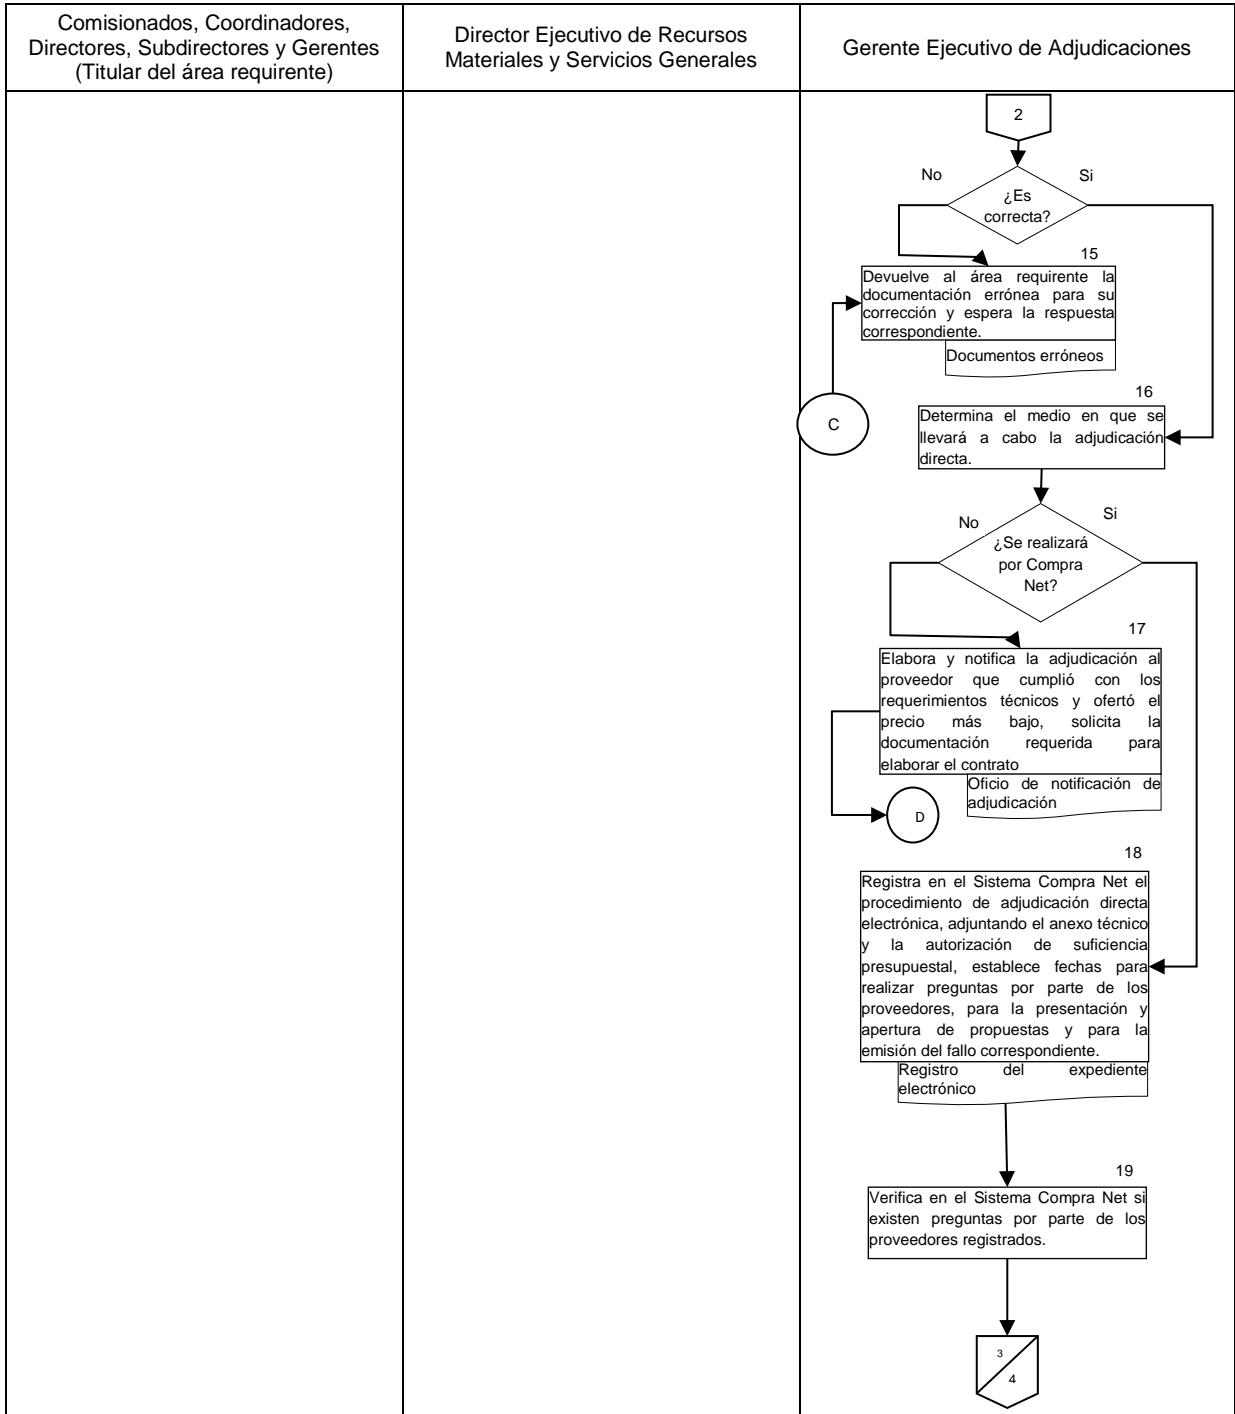 Comisionados, Coordinadores,
Directores, Subdirectores y Gerentes
(Titular del área requirente)
Director Ejecutivo de Recursos
Materiales y Servicios Generales
Gerente Ejecutivo de Adjudicaciones
2
No
Si
¿Es
correcta?
15
Devuelve al área requirente la
documentación errónea para su
corrección y espera la respuesta
correspondiente.
Documentos erróneos
C
16
Determina el medio en que se
llevará a cabo la adjudicación
directa.
No
Si
¿Se realizará
por Compra
Net?
17
Elabora y notifica la adjudicación al
proveedor que cumplió con los
requerimientos técnicos y ofertó el
precio más bajo, solicita la
documentación requerida para
elaborar el contrato
Oficio de notificación de
adjudicación
D
18
Registra en el Sistema Compra Net el
procedimiento de adjudicación directa
electrónica, adjuntando el anexo técnico
y la autorización de suficiencia
presupuestal, establece fechas para
realizar preguntas por parte de los
proveedores, para la presentación y
apertura de propuestas y para la
emisión del fallo correspondiente.
Registro del expediente
electrónico
19
Verifica en el Sistema Compra Net si
existen preguntas por parte de los
proveedores registrados.
3
4